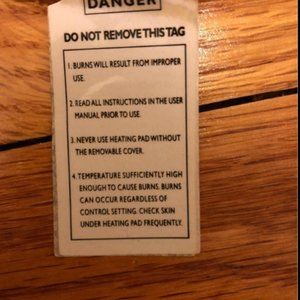 DANGER
DO NOT REMOVE THIS TAG
1. BURNS WILL RESULT FROM IMPROPER
USE.
2. READ ALL INSTRUCTIONS IN THE USER
MANUAL PRIOR TO USE.
3. NEVER USE HEATING PAD WITHOUT
THE REMOVABLE COVER.
4. TEMPERATURE SUFFICIENTLY HIGH
ENOUGH TO CAUSE BURNS. BURNS
CAN OCCUR REGARDLESS OF
CONTROL SETTING. CHECK SKIN
UNDER HEATING PAD FREQUENTLY.